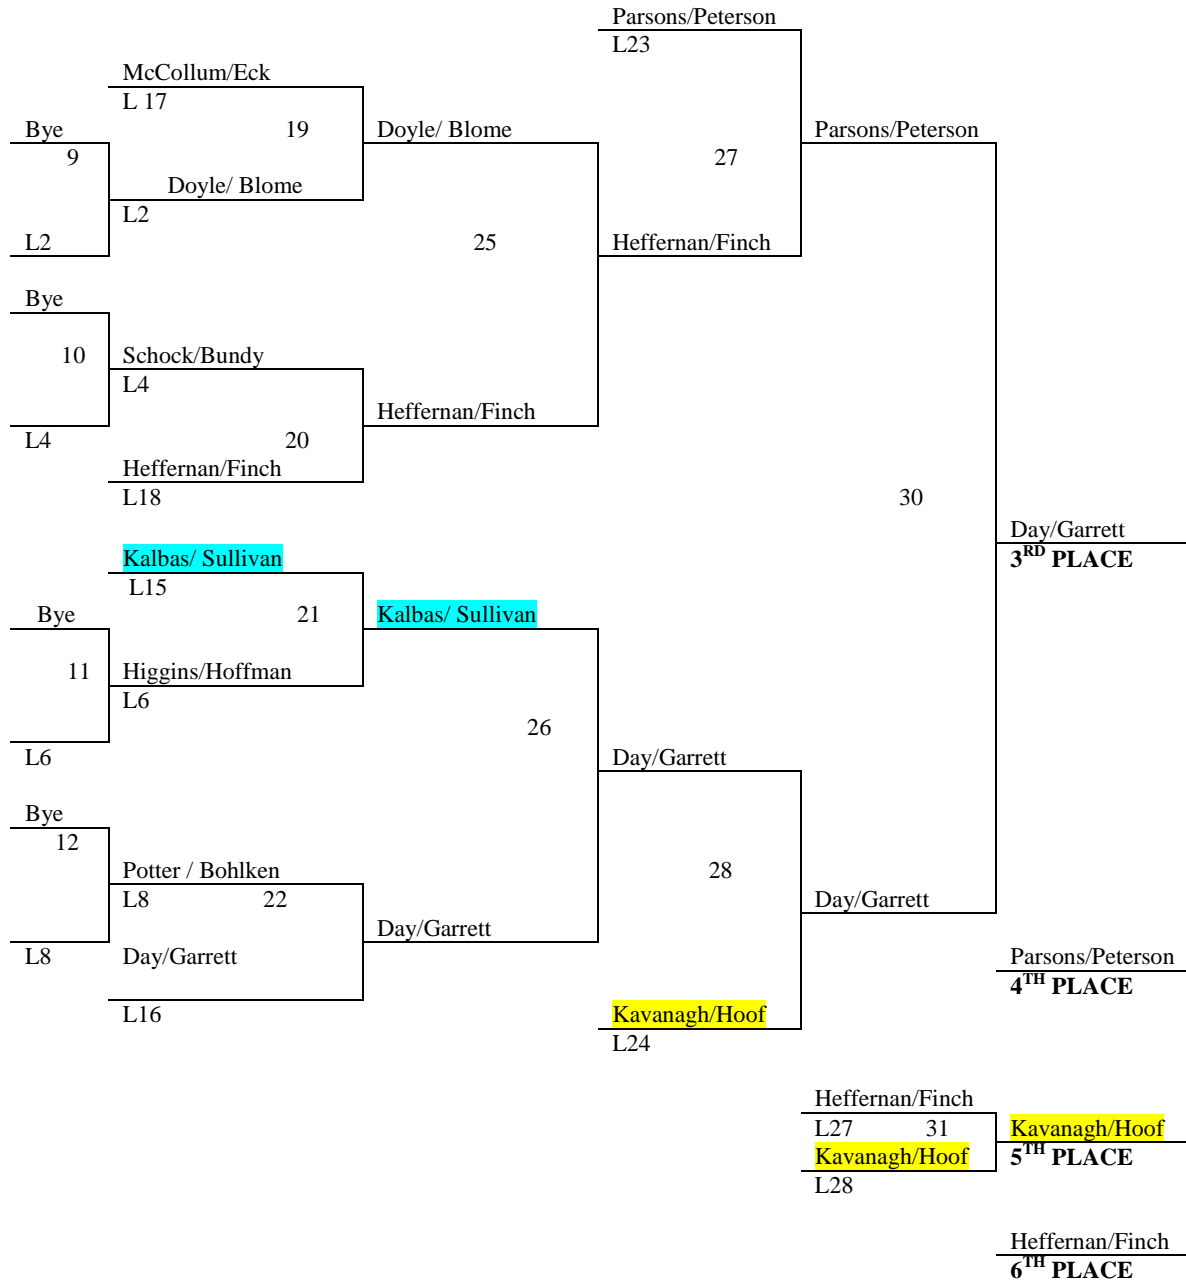 Parsons/Peterson
L23
McCollum/Eck
L 17
19
Bye
9
Doyle/ Blome
Parsons/Peterson
27
Doyle/ Blome
L2
L2
25
Heffernan/Finch
Bye
10
Schock/Bundy
L4
Heffernan/Finch
L4
20
Heffernan/Finch
L18
30
Day/Garrett
3RD PLACE
Kalbas/ Sullivan
L15
21
Kalbas/ Sullivan
Bye
11
Higgins/Hoffman
L6
26
L6
Day/Garrett
Bye
12
Potter / Bohlken
L8
22
28
Day/Garrett
Day/Garrett
L8
Day/Garrett
Parsons/Peterson
4TH PLACE
L16
Kavanagh/Hoof
L24
Heffernan/Finch
L27
31
Kavanagh/Hoof
Kavanagh/Hoof
5TH PLACE
L28
Heffernan/Finch
6TH PLACE